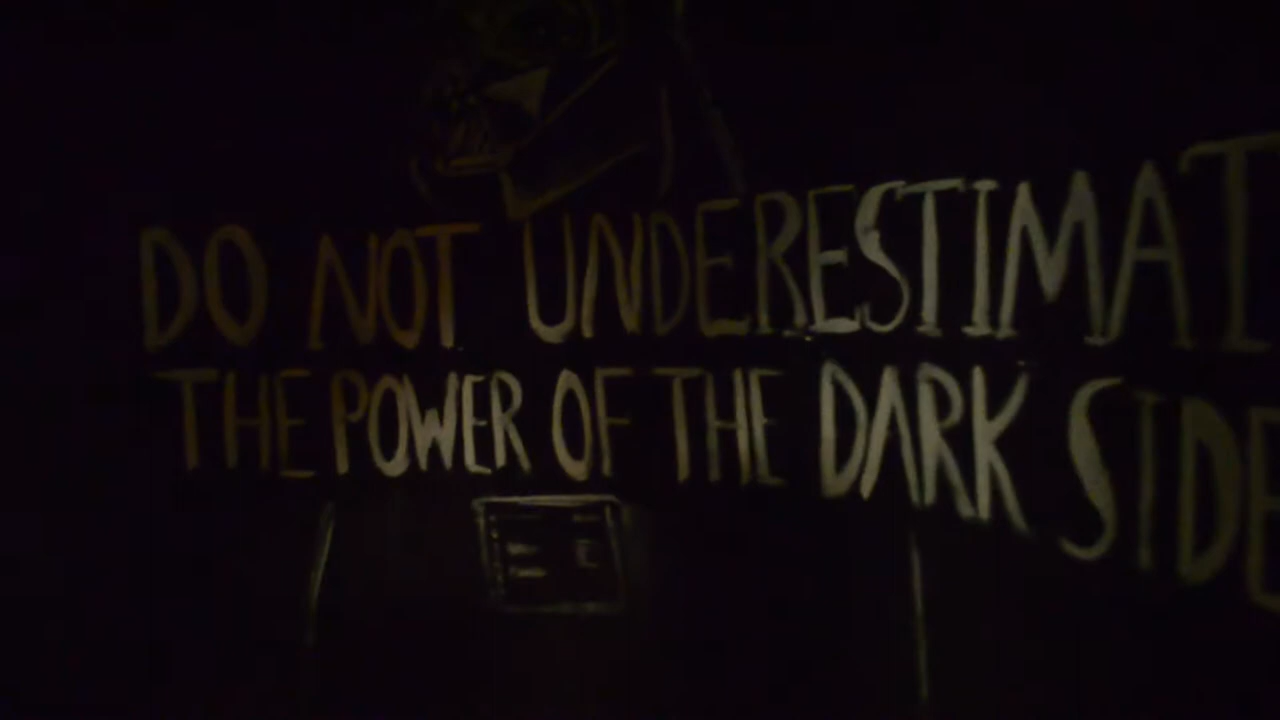 DO NOT UNDERESTIMAT
THE POWER OF THE DARK SIDE